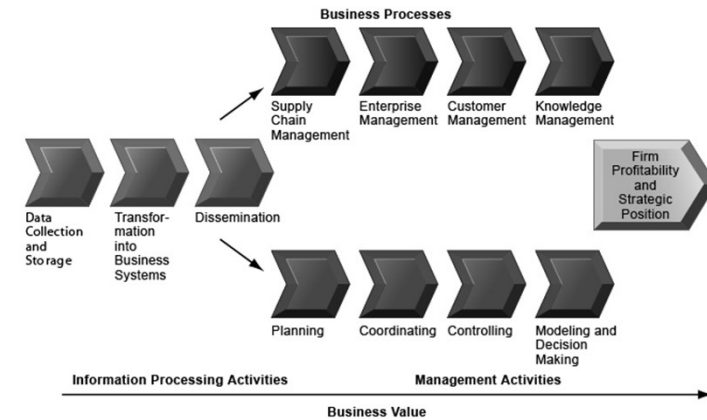 Business Processes
Supply
Chain
Management
Enterprise
Management
Customer
Management
Knowledge
Management
Firm
Profitability
and
Strategic
Position
Data
Collection
and
Storage
Transfor-
mation
into
Business
Systems
Dissemination
Planning
Coordinating
Controlling
Modeling and
Decision
Making
Information Processing Activities
Management Activities
Business Value